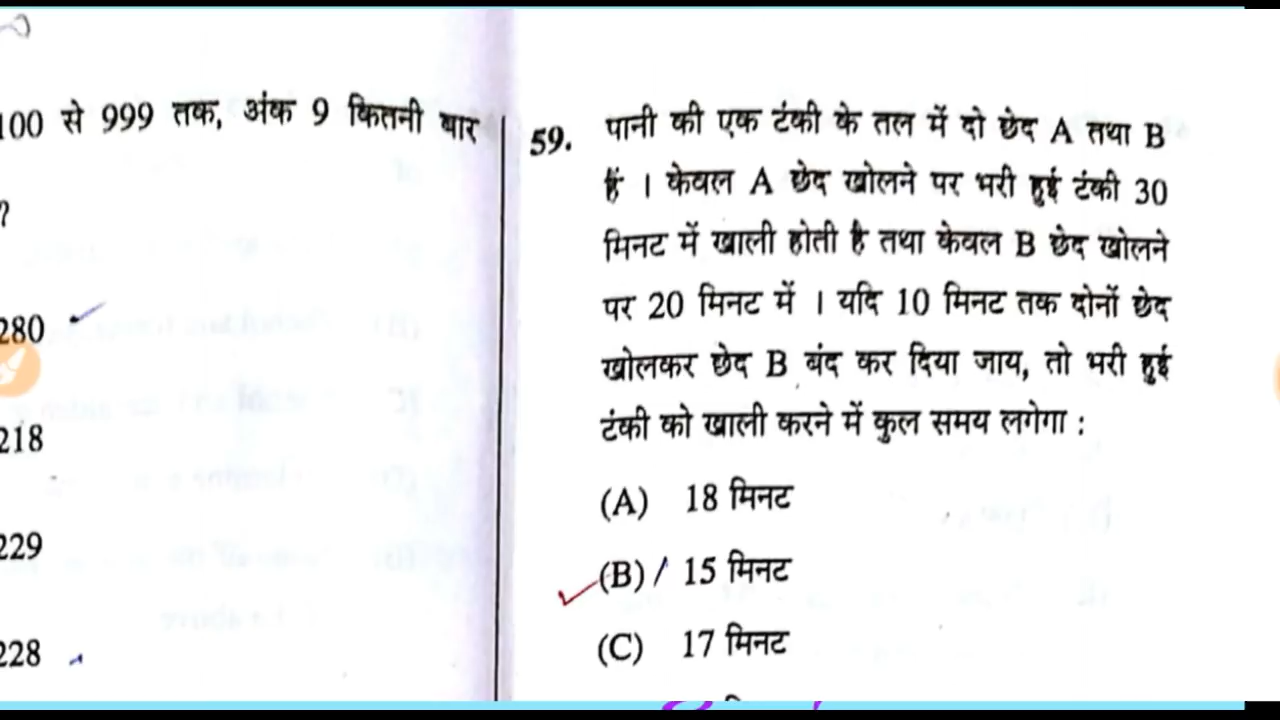 100 से 999 तक, अंक 9 कितनी बार
?
280
218
229
228
59. पानी की एक टंकी के तल में दो छेद A तथा B
हैं । केवल A छेद खोलने पर भरी हुई टंकी 30
मिनट में खाली होती है तथा केवल B छेद खोलने
पर 20 मिनट में । यदि 10 मिनट तक दोनों छेद
खोलकर छेद B बंद कर दिया जाय, तो भरी हुई
टंकी को खाली करने में कुल समय लगेगा :
(A) 18 मिनट
(B) 15 मिनट
(C) 17 मिनट